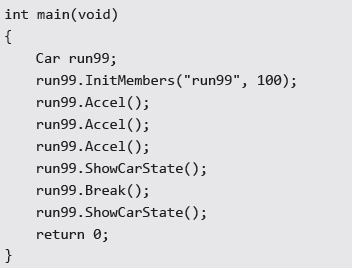 int main(void)
{
    Car run99;
    run99.InitMembers("run99", 100);
    run99.Accel();
    run99.Accel();
    run99.Accel();
    run99.ShowCarState();
    run99.Break();
    run99.ShowCarState();
    return 0;
}